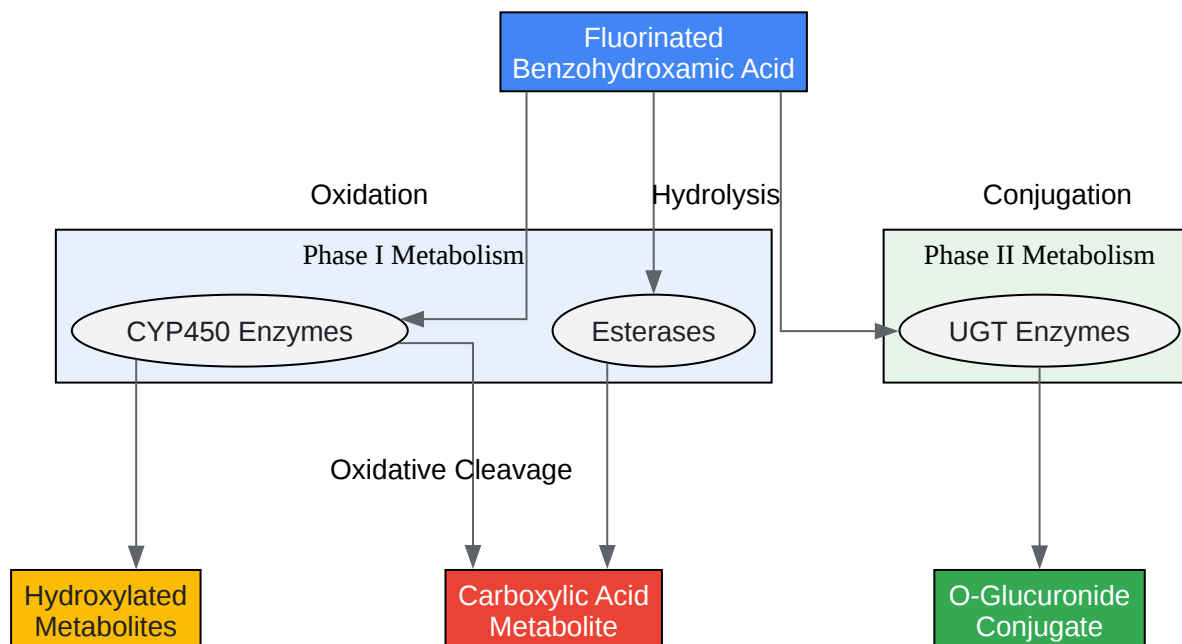 Fluorinated
Benzohydroxamic Acid
Oxidation
Hydrolysis
Conjugation
Phase I Metabolism
Phase II Metabolism
CYP450 Enzymes
Esterases
UGT Enzymes
Oxidative Cleavage
Hydroxylated
Metabolites
Carboxylic Acid
Metabolite
O-Glucuronide
Conjugate